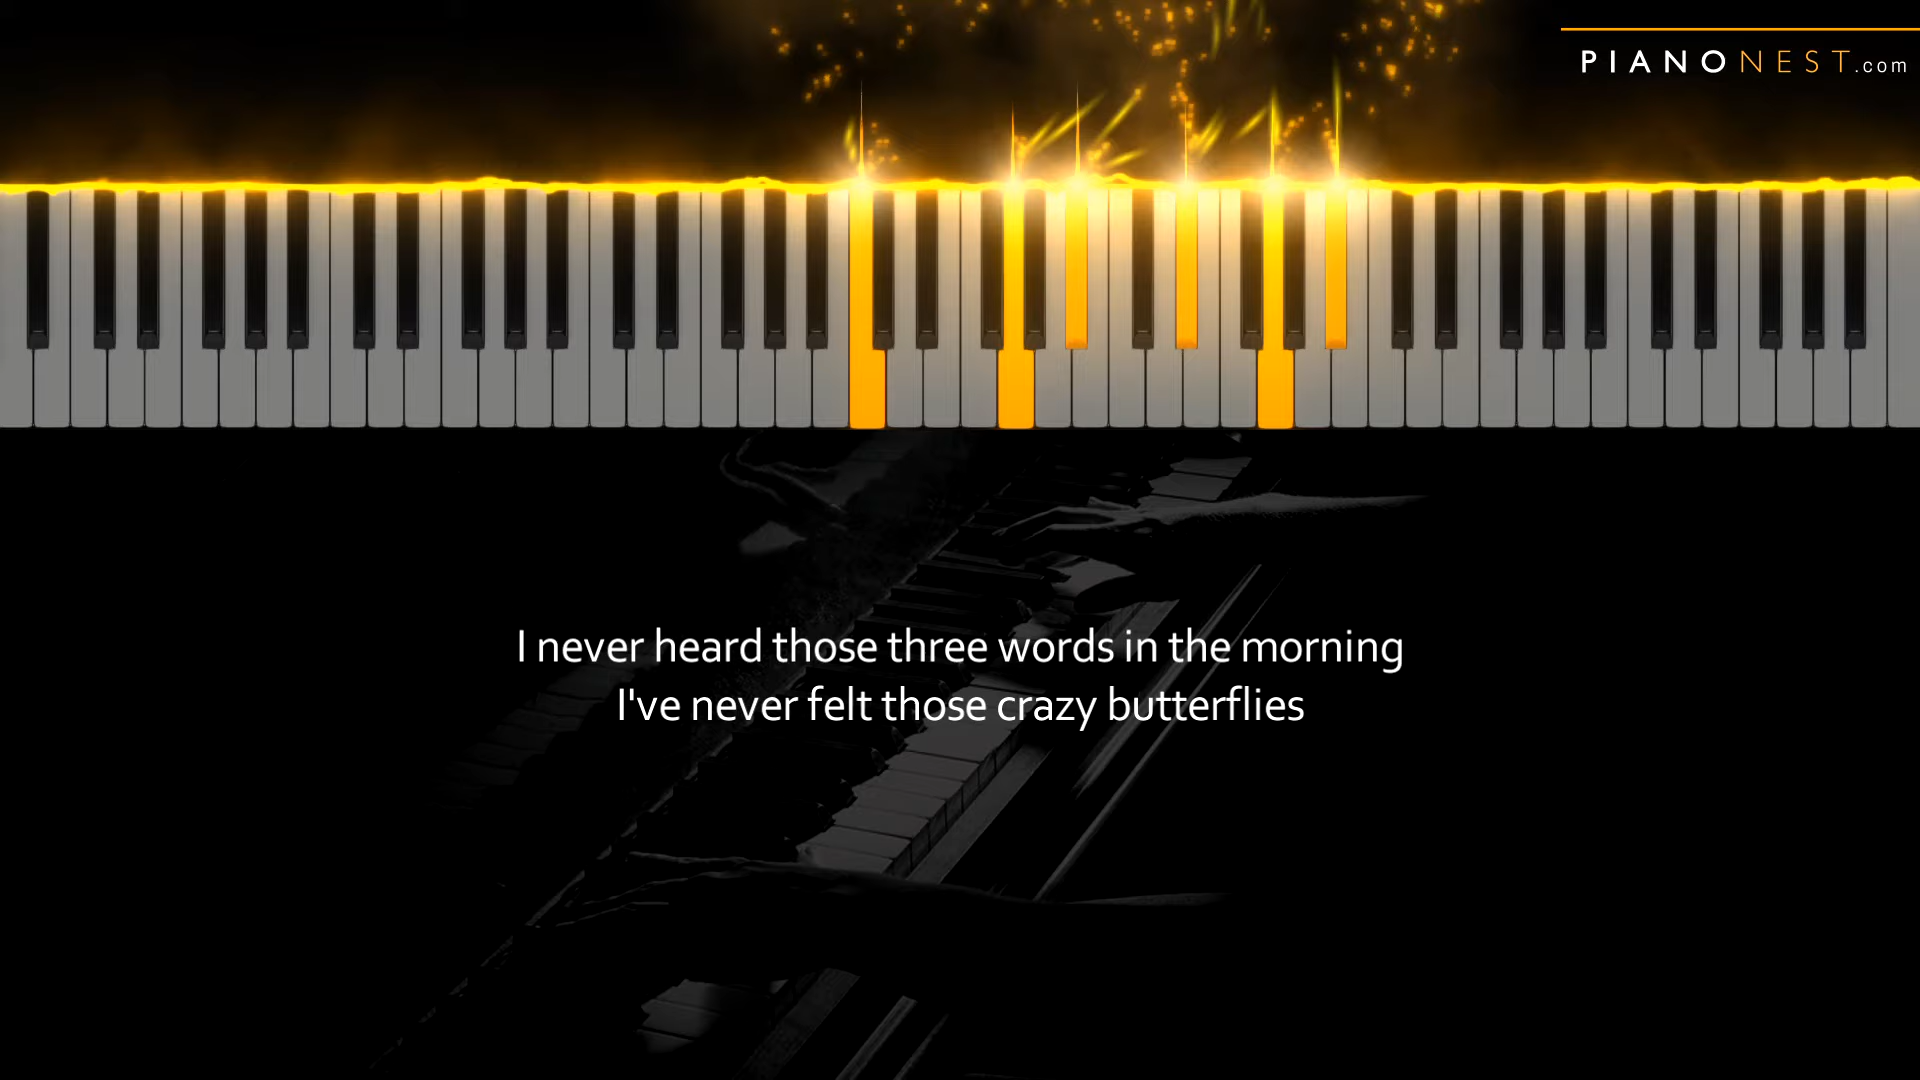 PIANONEST.com
I never heard those three words in the morning
I've never felt those crazy butterflies